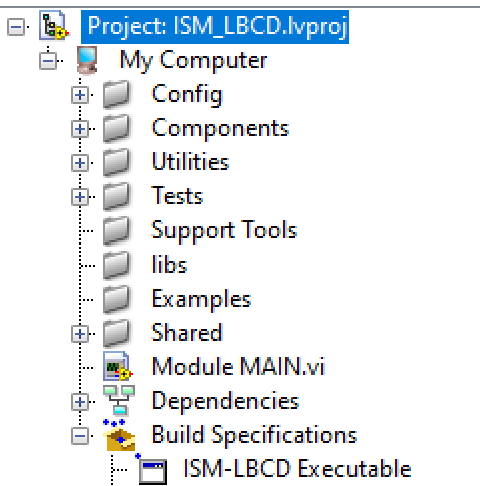 Project: ISM_LBCD.lvproj
My Computer
Config
Components
Utilities
Tests
Support Tools
libs
Examples
Shared
Module MAIN.vi
Dependencies
Build Specifications
ISM-LBCD Executable